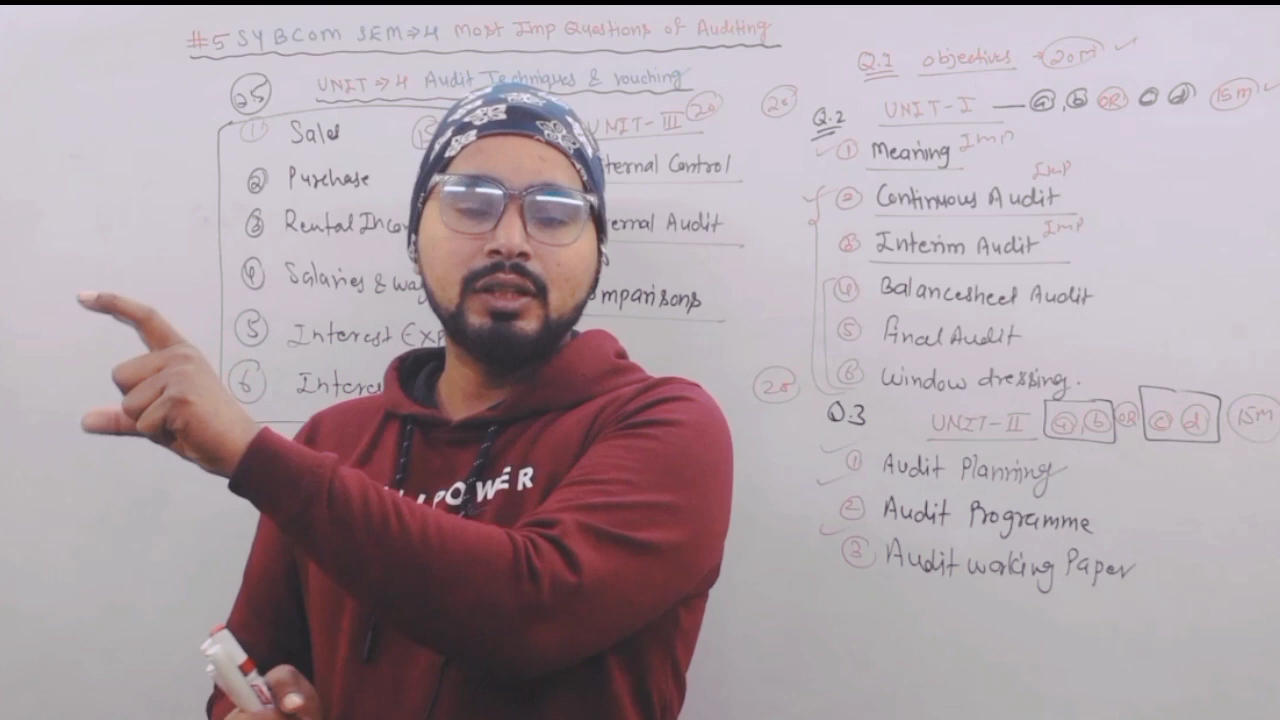 #5 SYBCOM SEM⇒4 Most Imp Questions of Auditing
UNIT⇒4 Audit Techniques & vouching
25
① Sales
② Purchase
③ Rental Inco
④ Salaries & wag
⑤ Interest Exp
⑥ Intere
15
UNIT-III 20
ternal Control
ernal Audit
omparisons
Q.1 objectives → 20m ✓
20
Q.2 UNIT-I — ⓐ, ⓑ OR ⓒ ⓓ 15m ✓
① Meaning Imp
② Continuous Audit Imp
③ Interim Audit Imp
④ Balancesheet Audit
⑤ final Audit
⑥ window dressing.
20
Q.3 UNIT-II ⓐ, ⓑ OR ⓒ ⓓ 15m
① Audit Planning
② Audit Programme
③ Audit working Paper
POWER